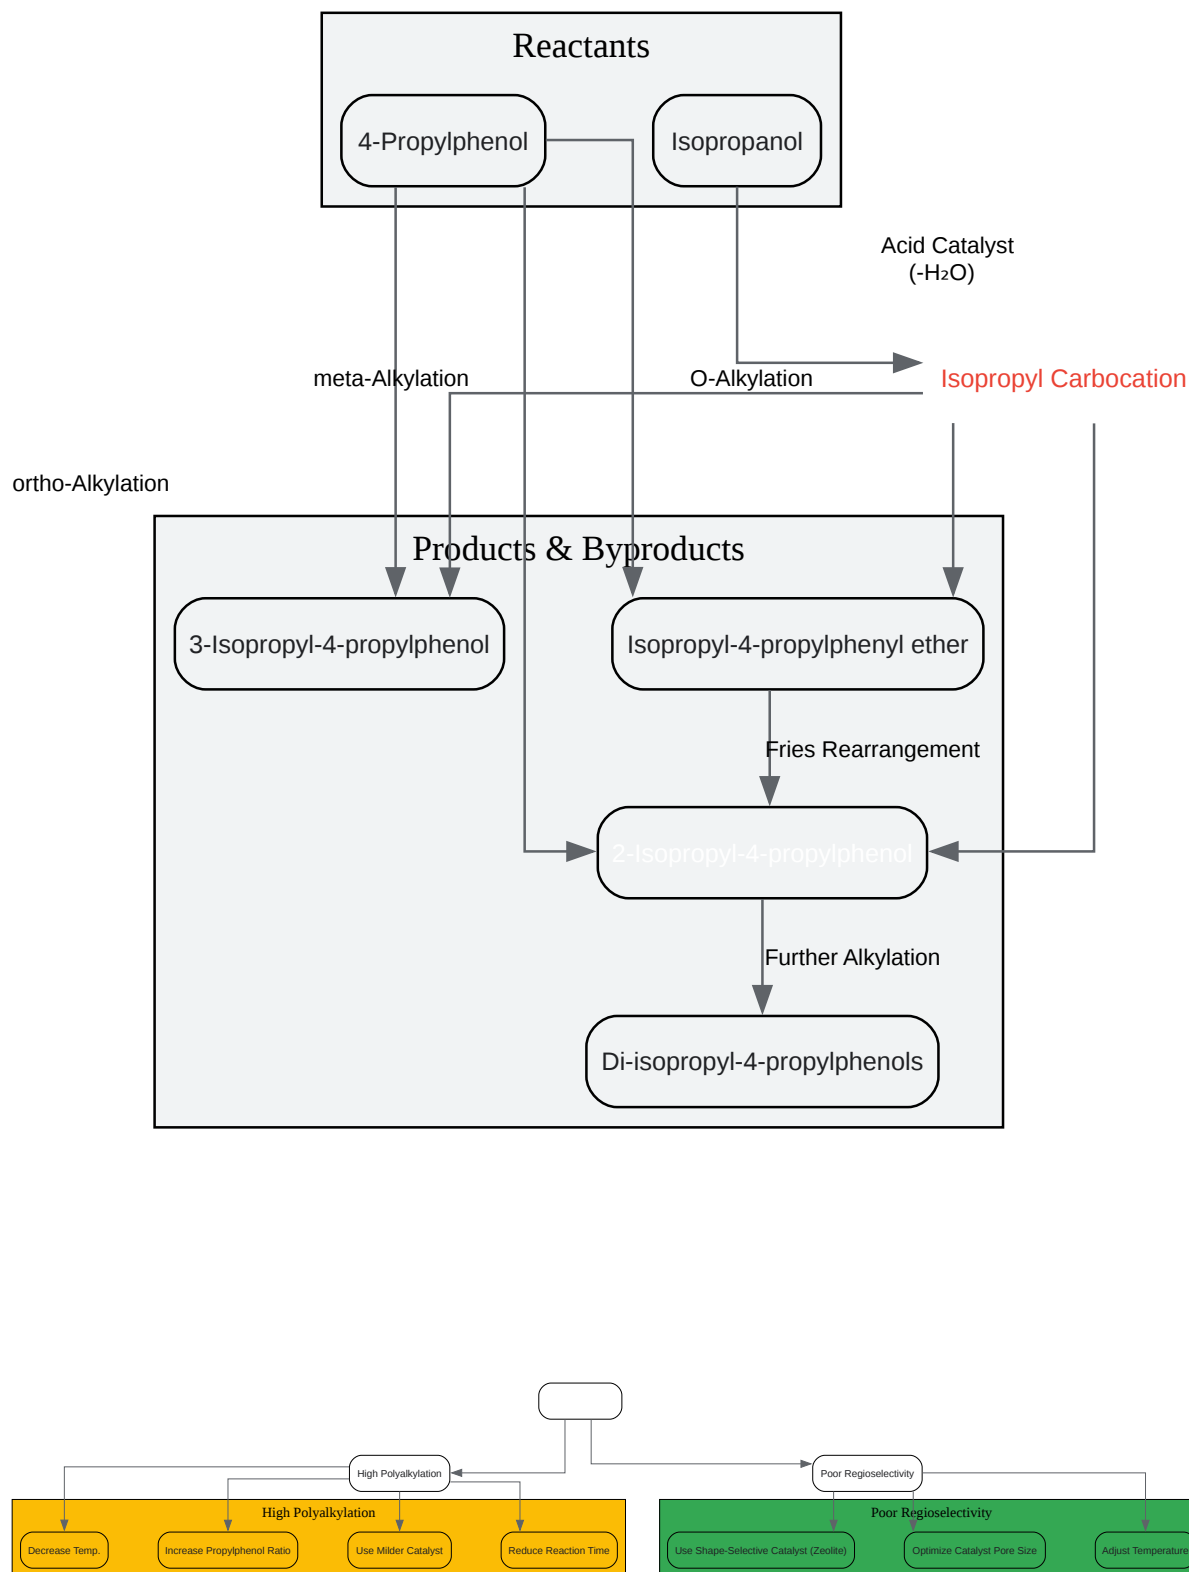 Reactants
4-Propylphenol
Isopropanol
Acid Catalyst
(-H₂O)
meta-Alkylation
O-Alkylation
Isopropyl Carbocation
ortho-Alkylation
Products & Byproducts
3-Isopropyl-4-propylphenol
Isopropyl-4-propylphenyl ether
Fries Rearrangement
2-Isopropyl-4-propylphenol
Further Alkylation
Di-isopropyl-4-propylphenols
High Polyalkylation
Poor Regioselectivity
High Polyalkylation
Poor Regioselectivity
Decrease Temp.
Increase Propylphenol Ratio
Use Milder Catalyst
Reduce Reaction Time
Use Shape-Selective Catalyst (Zeolite)
Optimize Catalyst Pore Size
Adjust Temperature